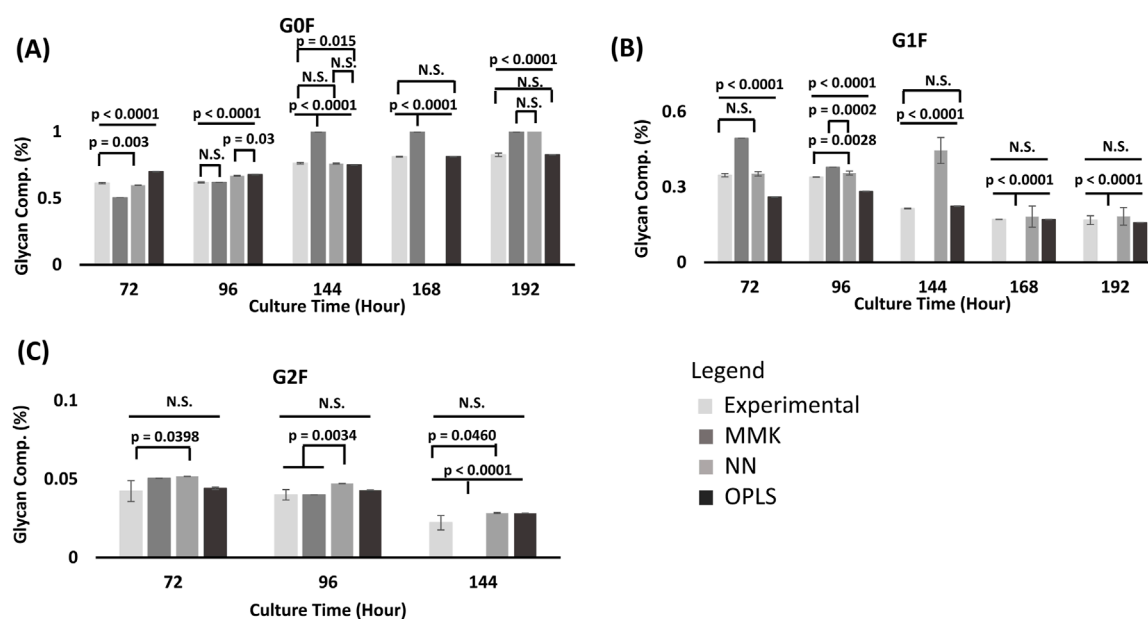 (A)
G0F
p = 0.015
N.S.
N.S.
N.S.
p < 0.0001
p < 0.0001
N.S.
N.S.
p < 0.0001
p < 0.0001
p < 0.0001
p = 0.003
p = 0.03
N.S.
Glycan Comp. (%)
1
0.5
0
72 96 144 168 192
Culture Time (Hour)
(B)
G1F
p < 0.0001
N.S.
p < 0.0001
p = 0.0002
p = 0.0028
N.S.
p < 0.0001
N.S.
p < 0.0001
N.S.
p < 0.0001
Glycan Comp. (%)
0.6
0.3
0
72 96 144 168 192
Culture Time (Hour)
(C)
G2F
N.S.
p = 0.0398
N.S.
p = 0.0034
N.S.
p = 0.0460
p < 0.0001
Glycan Comp. (%)
0.1
0.05
0
72 96 144
Culture Time (Hour)
Legend
Experimental
MMK
NN
OPLS